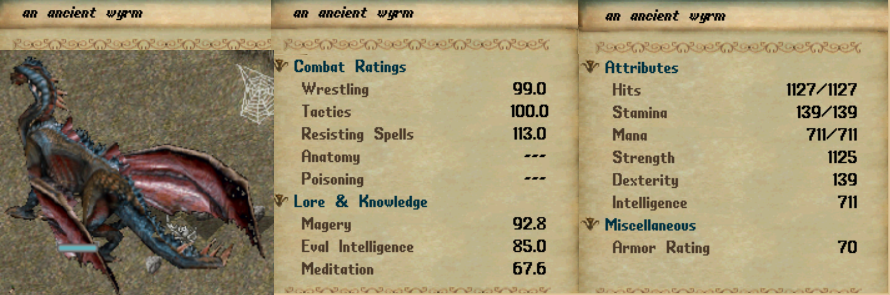 an ancient wyrm
an ancient wyrm
Combat Ratings
Wrestling 99.0
Tactics 100.0
Resisting Spells 113.0
Anatomy ---
Poisoning ---
Lore & Knowledge
Magery 92.8
Eval Intelligence 85.0
Meditation 67.6
an ancient wyrm
Attributes
Hits 1127/1127
Stamina 139/139
Mana 711/711
Strength 1125
Dexterity 139
Intelligence 711
Miscellaneous
Armor Rating 70